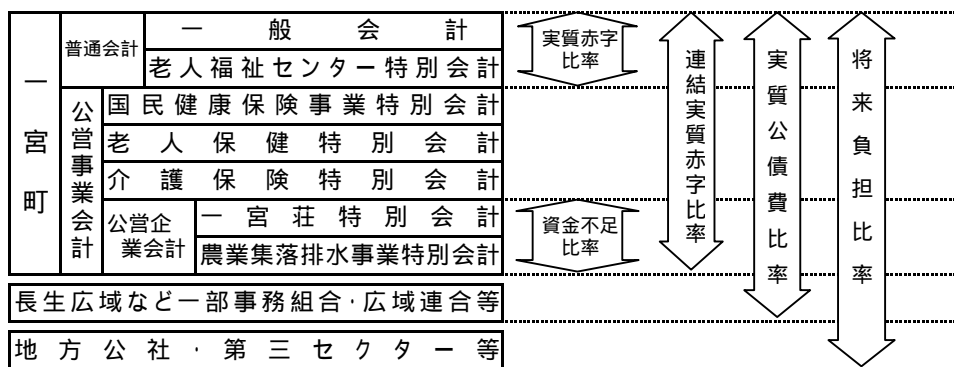 一宮町
普通会計
一般会計
老人福祉センター特別会計
公営事業会計
国民健康保険事業特別会計
老人保健特別会計
介護保険特別会計
公営企
業会計
一宮荘特別会計
農業集落排水事業特別会計
長生広域など一部事務組合・広域連合等
地方公社・第三セクター等
実質赤字
比率
資金不足
比率
連結実質赤字比率
実質公債費比率
将来負担比率